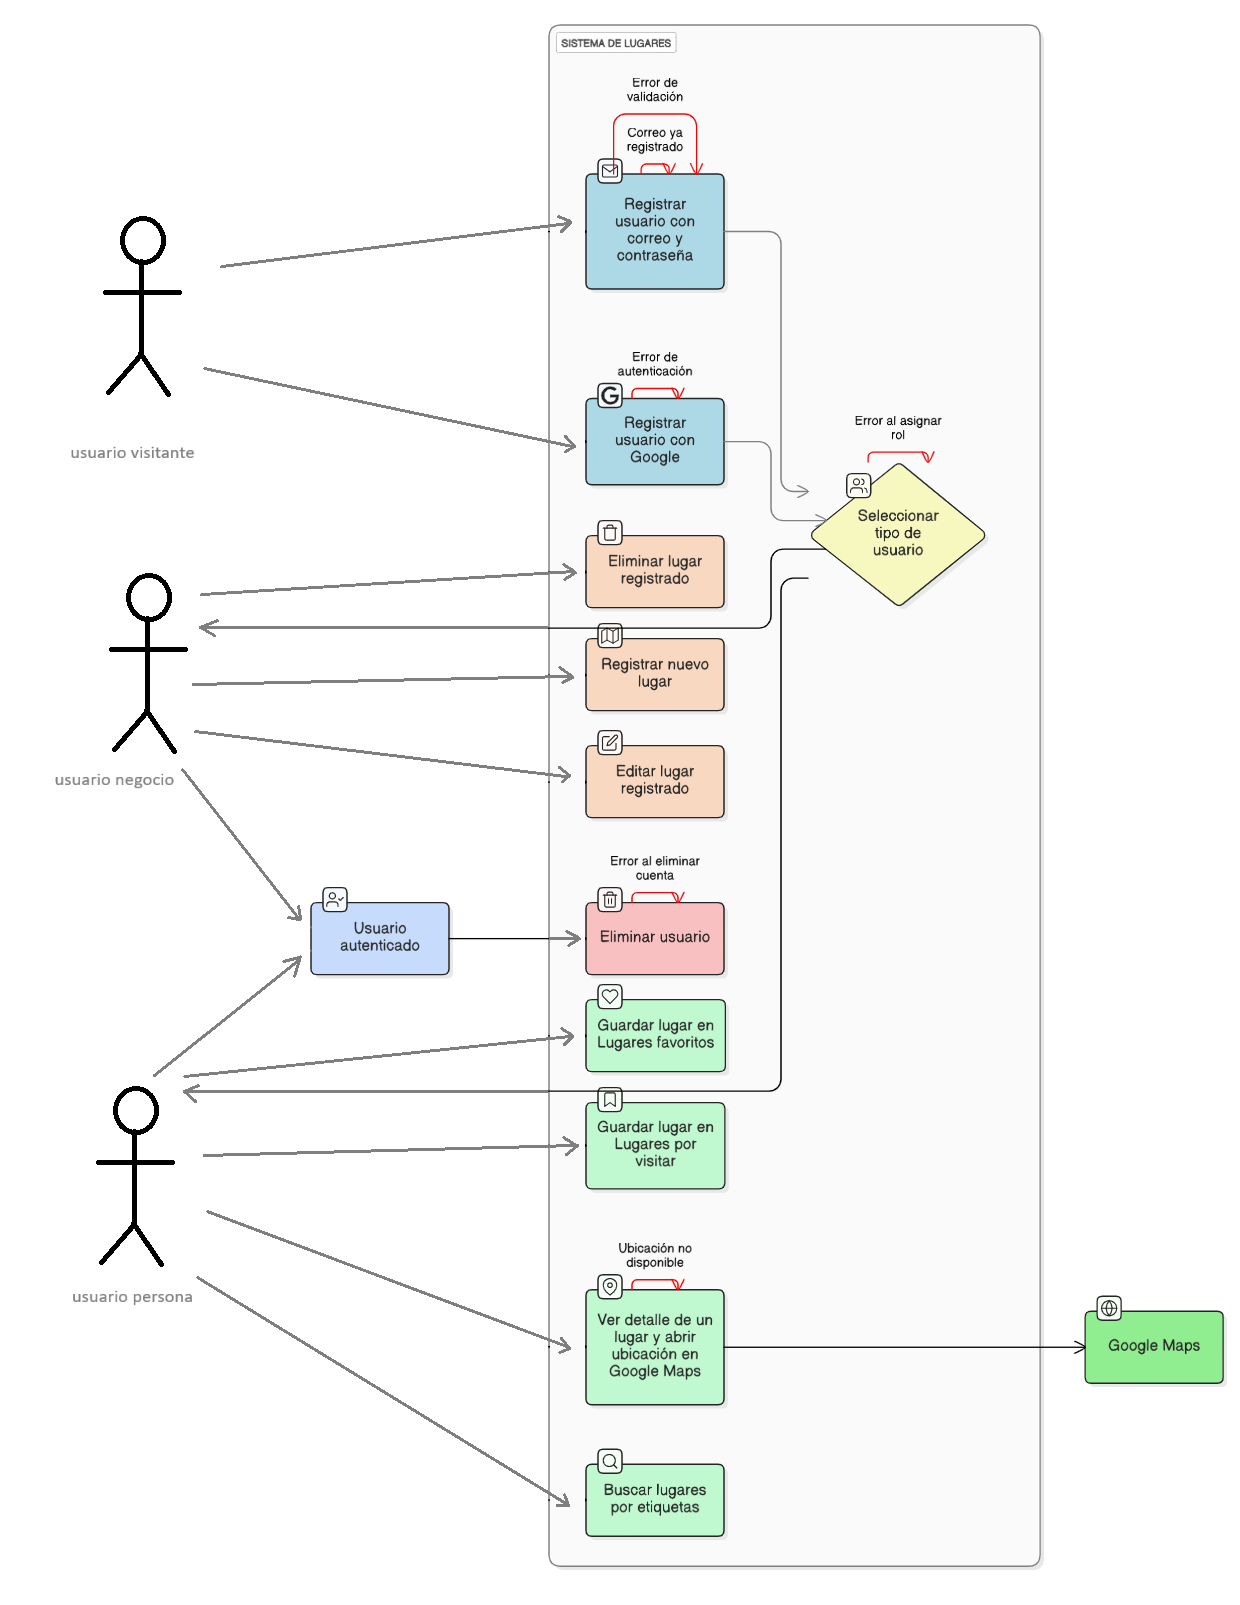 SISTEMA DE LUGARES
Error de
validación
Correo ya
registrado
Registrar
usuario con
correo y
contraseña
usuario visitante
Error de
autenticación
G
Registrar
usuario con
Google
Error al asignar
rol
Seleccionar
tipo de
usuario
Eliminar lugar
registrado
Registrar nuevo
lugar
Editar lugar
registrado
usuario negocio
Error al eliminar
cuenta
Usuario
autenticado
Eliminar usuario
Guardar lugar en
Lugares favoritos
Guardar lugar en
Lugares por
visitar
usuario persona
Ubicación no
disponible
Ver detalle de un
lugar y abrir
ubicación en
Google Maps
Google Maps
Buscar lugares
por etiquetas